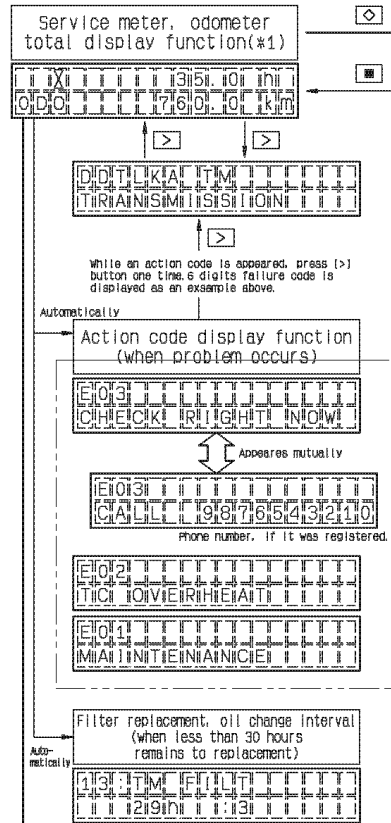 Service meter, odometer
total display function(*1)
◇
■
X 35.0 h
ODO 760.0 km
>
>
DDTLKA TM
TRANSMISSION
>
While an action code is appeared, press [>]
button one time.6 digits failure code is
displayed as an exsample above.
Automatically
Action code display function
(when problem occurs)
E03
CHECK RIGHT NOW
Appeares mutually
E03
CALL 9876543210
Phone number, if it was registered.
E02
TC OVERHEAT
E01
MAINTENANCE
Filter replacement, oil change interval
(when less than 30 hours
remains to replacement)
Auto-
matically
13:TM FILT
29h :3